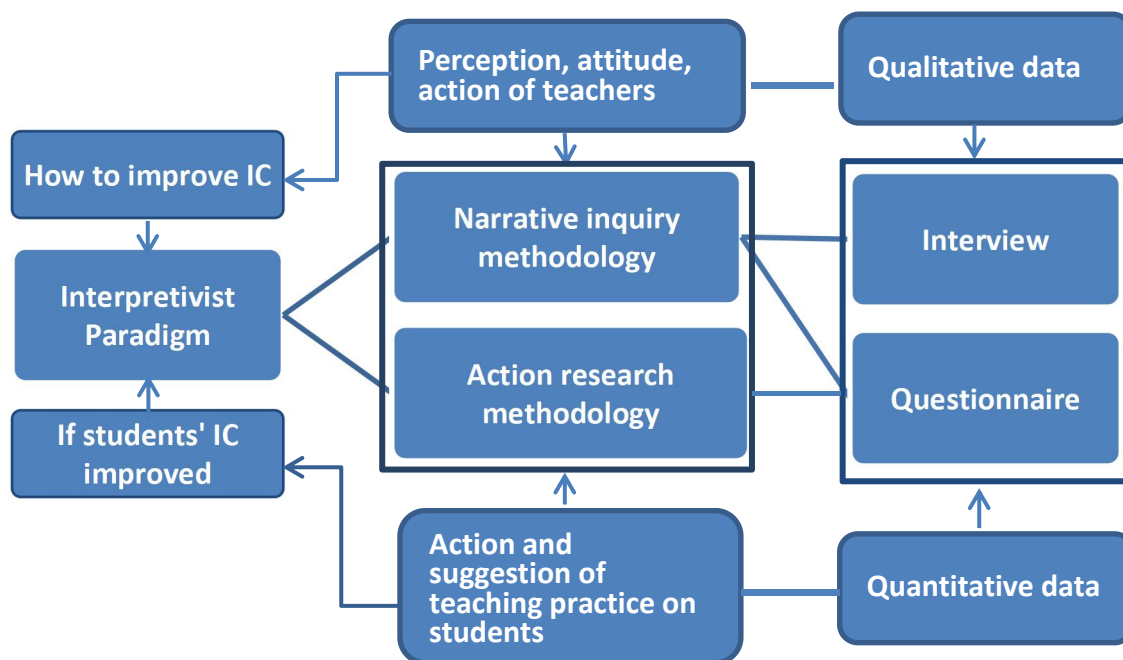 Perception, attitude,
action of teachers
Qualitative data
How to improve IC
Narrative inquiry
methodology
Interview
Interpretivist
Paradigm
Action research
methodology
Questionnaire
If students' IC
improved
Action and
suggestion of
teaching practice on
students
Quantitative data